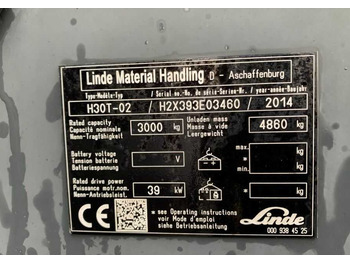 Linde Material Handling D - Aschaffenburg
Type-Modèle-Typ / Serial-No.-No de série-Serien-Nr. / year-année-Baujahr
H30T-02 / H2X393E03460 / 2014
Rated capacity
Capacité nominale 3000 kg
Nenn-Tragfähigkeit
Unladen mass
Masse à vide 4860 kg
Leergewicht
Battery voltage
Tension batterie V
Batteriespannung
max. kg
min. kg
Rated drive power
Puissance motr.nom. 39 kW
Nenn-Antriebsleist.
kg
CE
➔ see Operating instructions
voir Mode d'emploi
siehe Betriebsanleitung
Linde
000 938 45 25